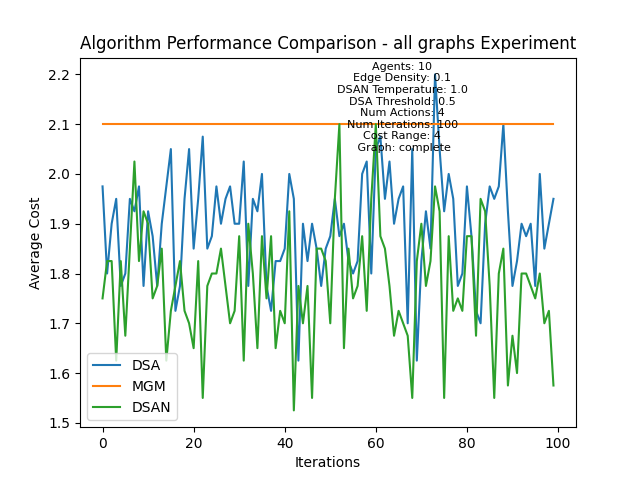 Algorithm Performance Comparison - all graphs Experiment
Agents: 10
Edge Density: 0.1
DSAN Temperature: 1.0
DSA Threshold: 0.5
Num Actions: 4
Num Iterations: 100
Cost Range: 4
Graph: complete
2.2
2.1
2.0
1.9
1.8
1.7
1.6
1.5
Average Cost
DSA
MGM
DSAN
0
20
40
60
80
100
Iterations